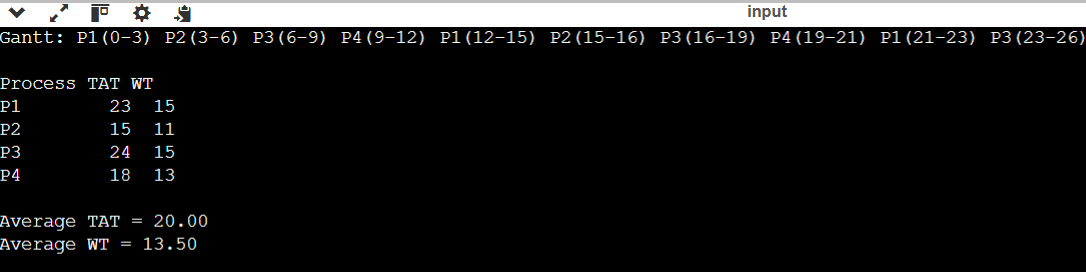 input
Gantt: P1(0-3) P2(3-6) P3(6-9) P4(9-12) P1(12-15) P2(15-16) P3(16-19) P4(19-21) P1(21-23) P3(23-26)
Process TAT WT
P1 23 15
P2 15 11
P3 24 15
P4 18 13
Average TAT = 20.00
Average WT = 13.50